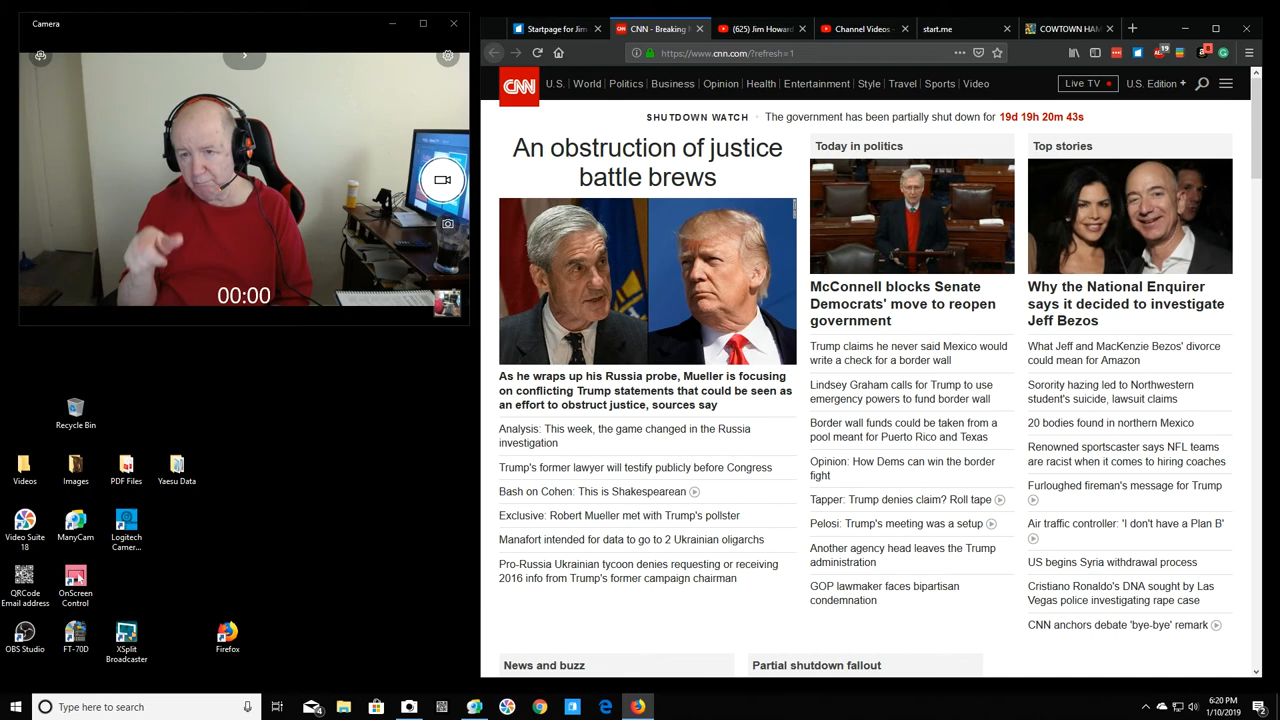 Camera
00:00
Recycle Bin
Videos
Images
PDF Files
Yaesu Data
Video Suite
18
ManyCam
Logitech
Camer...
QRCode
Email address
OnScreen
Control
OBS Studio
FT-70D
XSplit
Broadcaster
Firefox
Startpage for Jim
CNN - Breaking
(625) Jim Howard
Channel Videos -
start.me
COWTOWN HAM
https://www.cnn.com/?refresh=1
19
8
CNN
U.S.
World
Politics
Business
Opinion
Health
Entertainment
Style
Travel
Sports
Video
Live TV
U.S. Edition +
SHUTDOWN WATCH • The government has been partially shut down for 19d 19h 20m 43s
An obstruction of justice
battle brews
As he wraps up his Russia probe, Mueller is focusing
on conflicting Trump statements that could be seen as
an effort to obstruct justice, sources say
Analysis: This week, the game changed in the Russia
investigation
Trump's former lawyer will testify publicly before Congress
Bash on Cohen: This is Shakespearean
Exclusive: Robert Mueller met with Trump's pollster
Manafort intended for data to go to 2 Ukrainian oligarchs
Pro-Russia Ukrainian tycoon denies requesting or receiving
2016 info from Trump's former campaign chairman
Today in politics
McConnell blocks Senate
Democrats' move to reopen
government
Trump claims he never said Mexico would
write a check for a border wall
Lindsey Graham calls for Trump to use
emergency powers to fund border wall
Border wall funds could be taken from a
pool meant for Puerto Rico and Texas
Opinion: How Dems can win the border
fight
Tapper: Trump denies claim? Roll tape
Pelosi: Trump's meeting was a setup
Another agency head leaves the Trump
administration
GOP lawmaker faces bipartisan
condemnation
Top stories
Why the National Enquirer
says it decided to investigate
Jeff Bezos
What Jeff and MacKenzie Bezos' divorce
could mean for Amazon
Sorority hazing led to Northwestern
student's suicide, lawsuit claims
20 bodies found in northern Mexico
Renowned sportscaster says NFL teams
are racist when it comes to hiring coaches
Furloughed fireman's message for Trump
Air traffic controller: 'I don't have a Plan B'
US begins Syria withdrawal process
Cristiano Ronaldo's DNA sought by Las
Vegas police investigating rape case
CNN anchors debate 'bye-bye' remark
News and buzz
Partial shutdown fallout
Type here to search
4
6:20 PM
1/10/2019
2